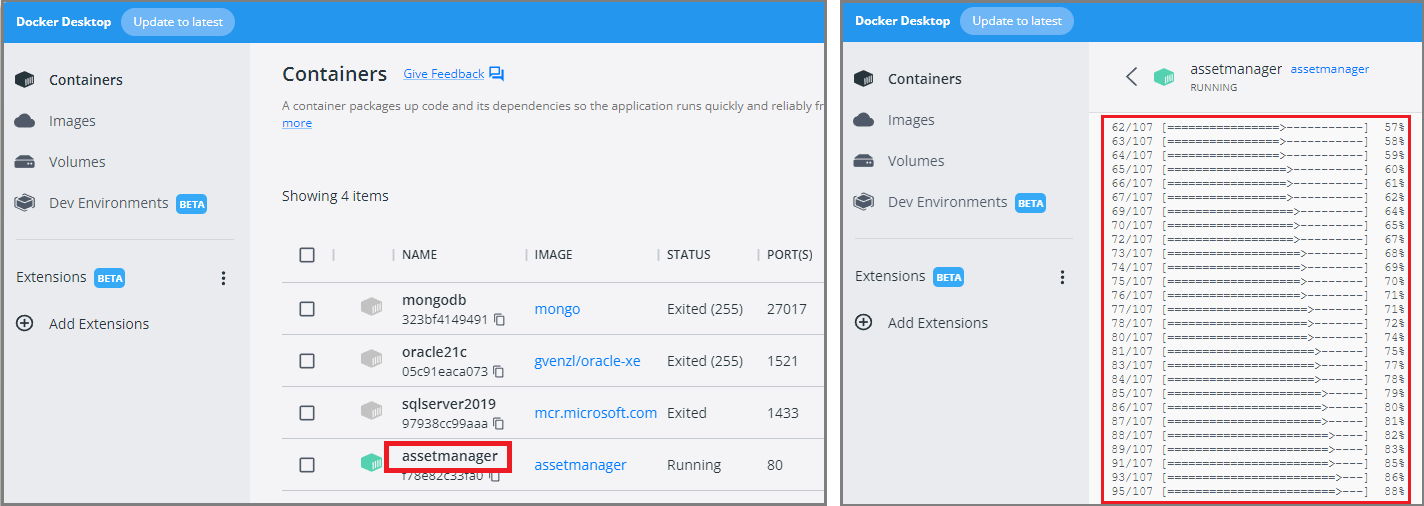 Docker Desktop Update to latest
Containers
Images
Volumes
Dev Environments BETA
Extensions BETA
Add Extensions
Containers Give Feedback
A container packages up code and its dependencies so the application runs quickly and reliably fr
more
Showing 4 items
NAME IMAGE STATUS PORT(S)
mongodb
323bf4149491
mongo Exited (255) 27017
oracle21c
05c91eaca073
gvenzl/oracle-xe Exited (255) 1521
sqlserver2019
97938cc99aaa
mcr.microsoft.com Exited 1433
assetmanager
f78e82c33fa0
assetmanager Running 80
Docker Desktop Update to latest
Containers
Images
Volumes
Dev Environments BETA
Extensions BETA
Add Extensions
assetmanager assetmanager
RUNNING
62/107 [================>-----------] 57%
63/107 [================>-----------] 58%
64/107 [================>-----------] 59%
65/107 [=================>----------] 60%
66/107 [=================>----------] 61%
67/107 [=================>----------] 62%
69/107 [==================>---------] 64%
70/107 [==================>---------] 65%
72/107 [==================>---------] 67%
73/107 [===================>--------] 68%
74/107 [===================>--------] 69%
75/107 [===================>--------] 70%
76/107 [===================>--------] 71%
77/107 [====================>-------] 71%
78/107 [====================>-------] 72%
80/107 [====================>-------] 74%
81/107 [=====================>------] 75%
83/107 [=====================>------] 77%
84/107 [=====================>------] 78%
85/107 [======================>-----] 79%
86/107 [======================>-----] 80%
87/107 [======================>-----] 81%
88/107 [=======================>----] 82%
89/107 [=======================>----] 83%
91/107 [=======================>----] 85%
93/107 [========================>---] 86%
95/107 [========================>---] 88%